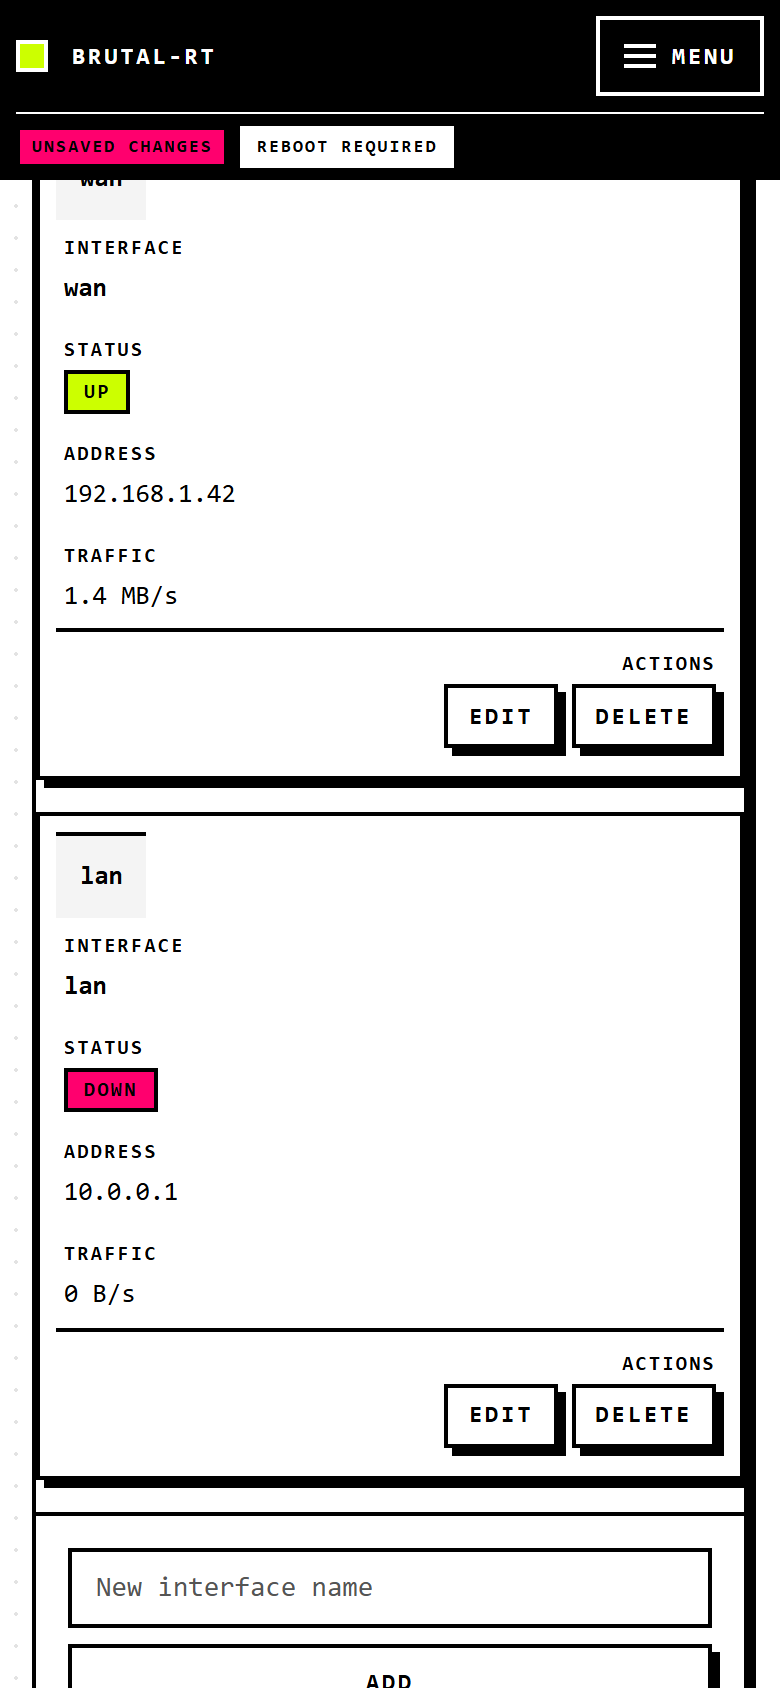 BRUTAL-RT
MENU
UNSAVED CHANGES REBOOT REQUIRED
wan
INTERFACE
wan
STATUS
UP
ADDRESS
192.168.1.42
TRAFFIC
1.4 MB/s
ACTIONS
EDIT DELETE
lan
INTERFACE
lan
STATUS
DOWN
ADDRESS
10.0.0.1
TRAFFIC
0 B/s
ACTIONS
EDIT DELETE
New interface name
ADD